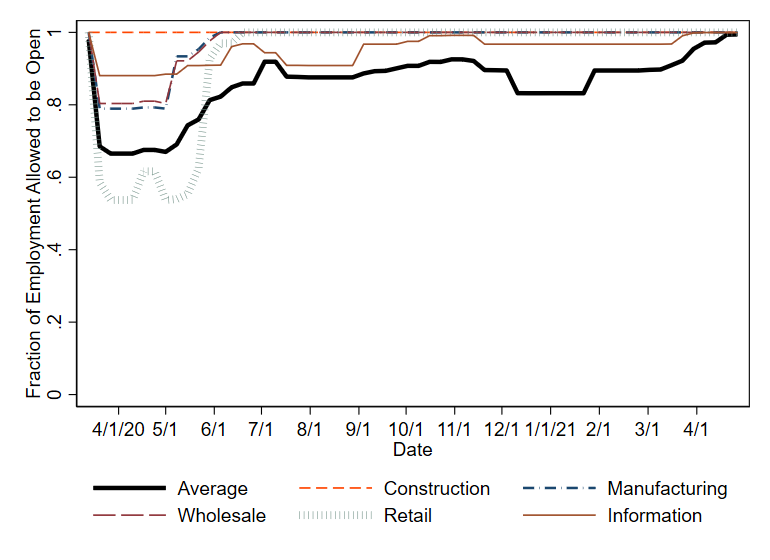 Fraction of Employment Allowed to be Open
1
.8
.6
.4
.2
0
4/1/20 5/1 6/1 7/1 8/1 9/1 10/1 11/1 12/1 1/1/21 2/1 3/1 4/1
Date
Average Construction Manufacturing
Wholesale Retail Information